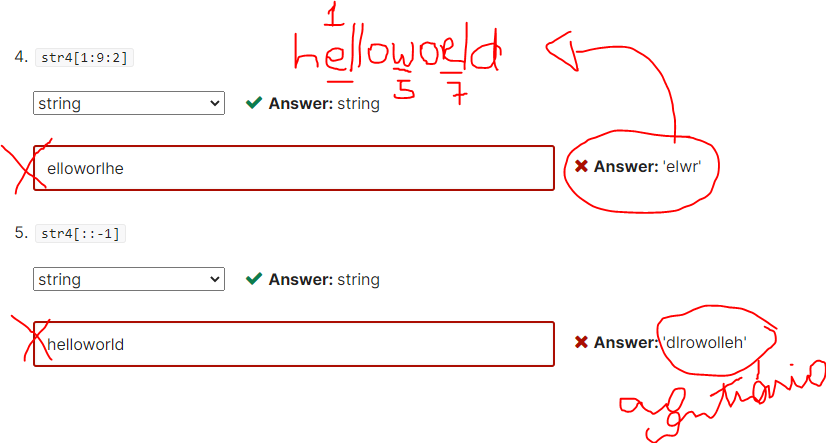 1
4. str4[1:9:2]
helloworld
5 7
string ✔ Answer: string
elloworlhe ✖ Answer: 'elwr'
5. str4[::-1]
string ✔ Answer: string
helloworld ✖ Answer: 'dlrowolleh'